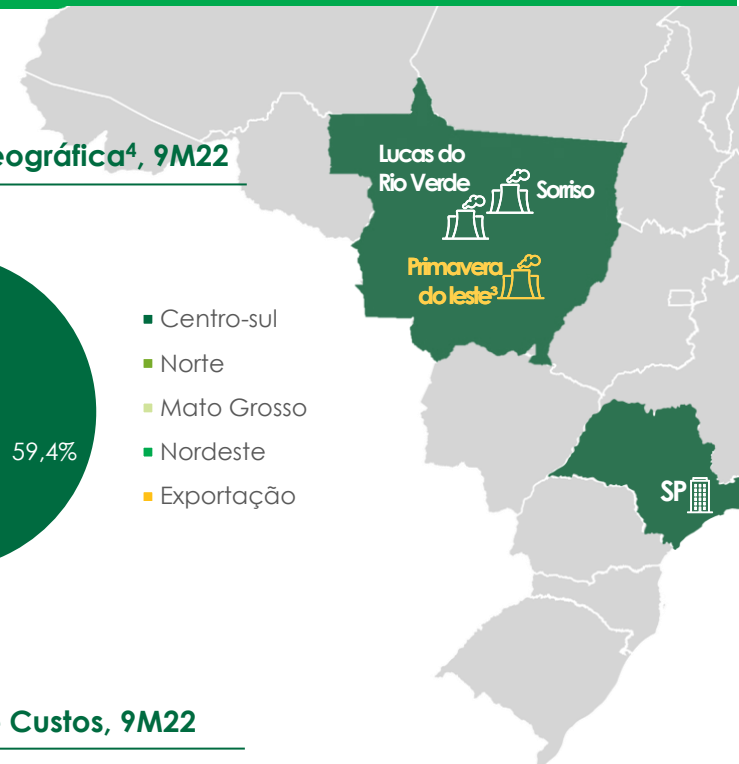 eográfica⁴, 9M22
Lucas do
Rio Verde
Sorriso
Primavera
do leste³
Centro-sul
Norte
Mato Grosso
Nordeste
Exportação
59,4%
SP
Custos, 9M22